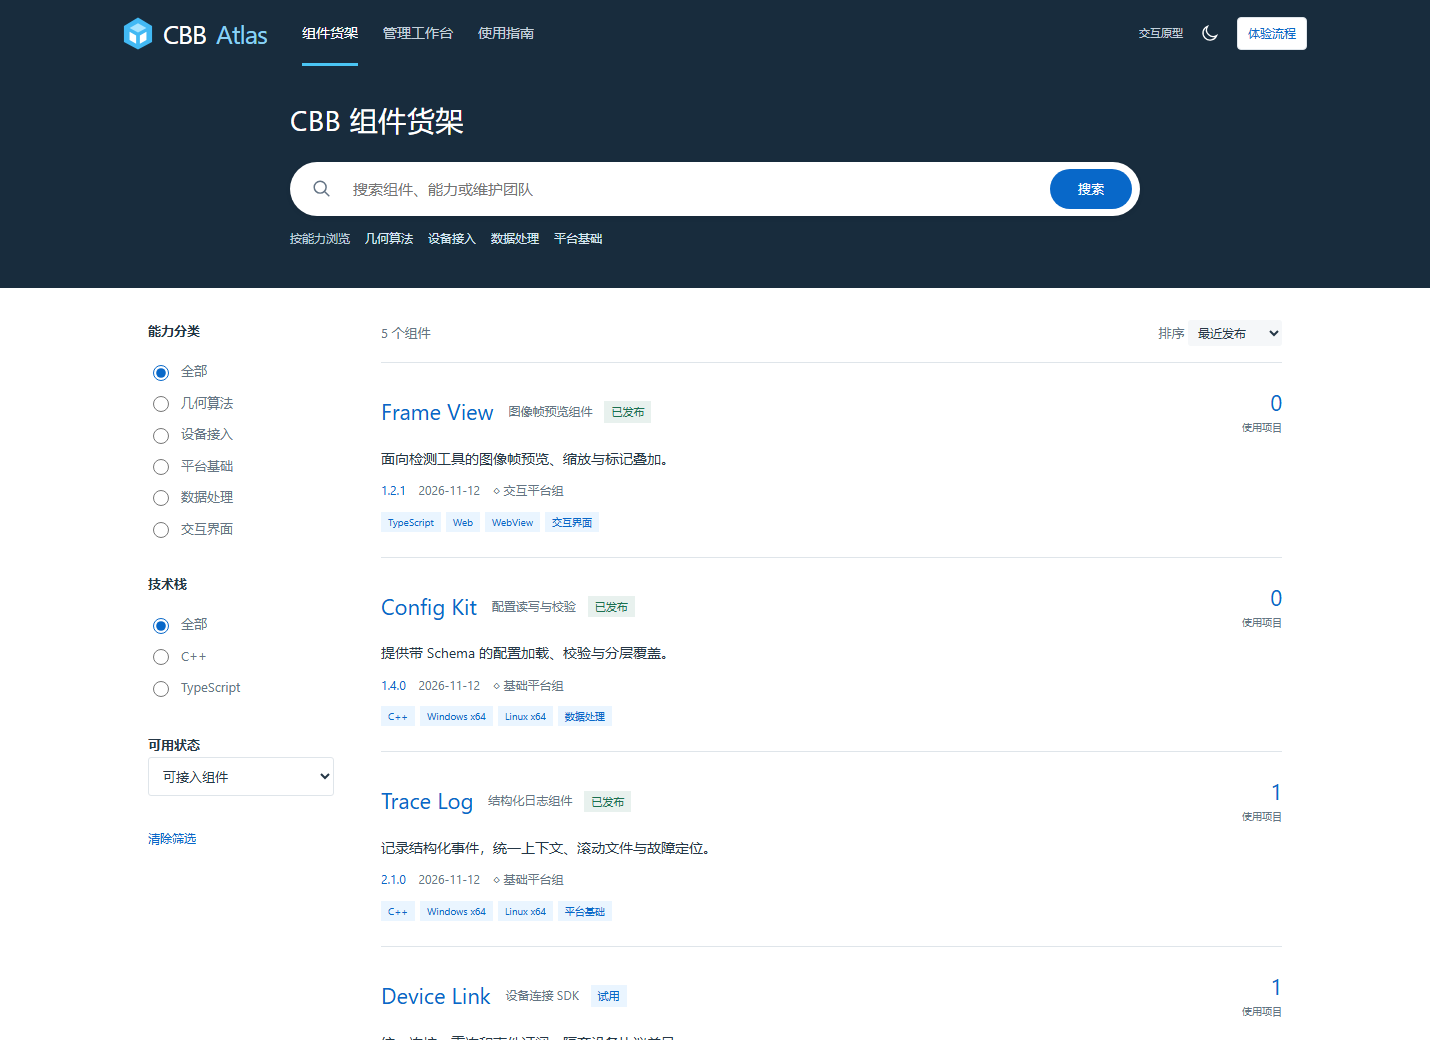 CBB Atlas
组件货架
管理工作台
使用指南
交互原型
体验流程
CBB 组件货架
搜索组件、能力或维护团队
搜索
按能力浏览 几何算法 设备接入 数据处理 平台基础
能力分类
全部
几何算法
设备接入
平台基础
数据处理
交互界面
技术栈
全部
C++
TypeScript
可用状态
可接入组件
清除筛选
5 个组件
排序 最近发布
Frame View 图像帧预览组件 已发布
0
使用项目
面向检测工具的图像帧预览、缩放与标记叠加。
1.2.1 2026-11-12 ⋄ 交互平台组
TypeScript Web WebView 交互界面
Config Kit 配置读写与校验 已发布
0
使用项目
提供带 Schema 的配置加载、校验与分层覆盖。
1.4.0 2026-11-12 ⋄ 基础平台组
C++ Windows x64 Linux x64 数据处理
Trace Log 结构化日志组件 已发布
1
使用项目
记录结构化事件，统一上下文、滚动文件与故障定位。
2.1.0 2026-11-12 ⋄ 基础平台组
C++ Windows x64 Linux x64 平台基础
Device Link 设备连接 SDK 试用
1
使用项目